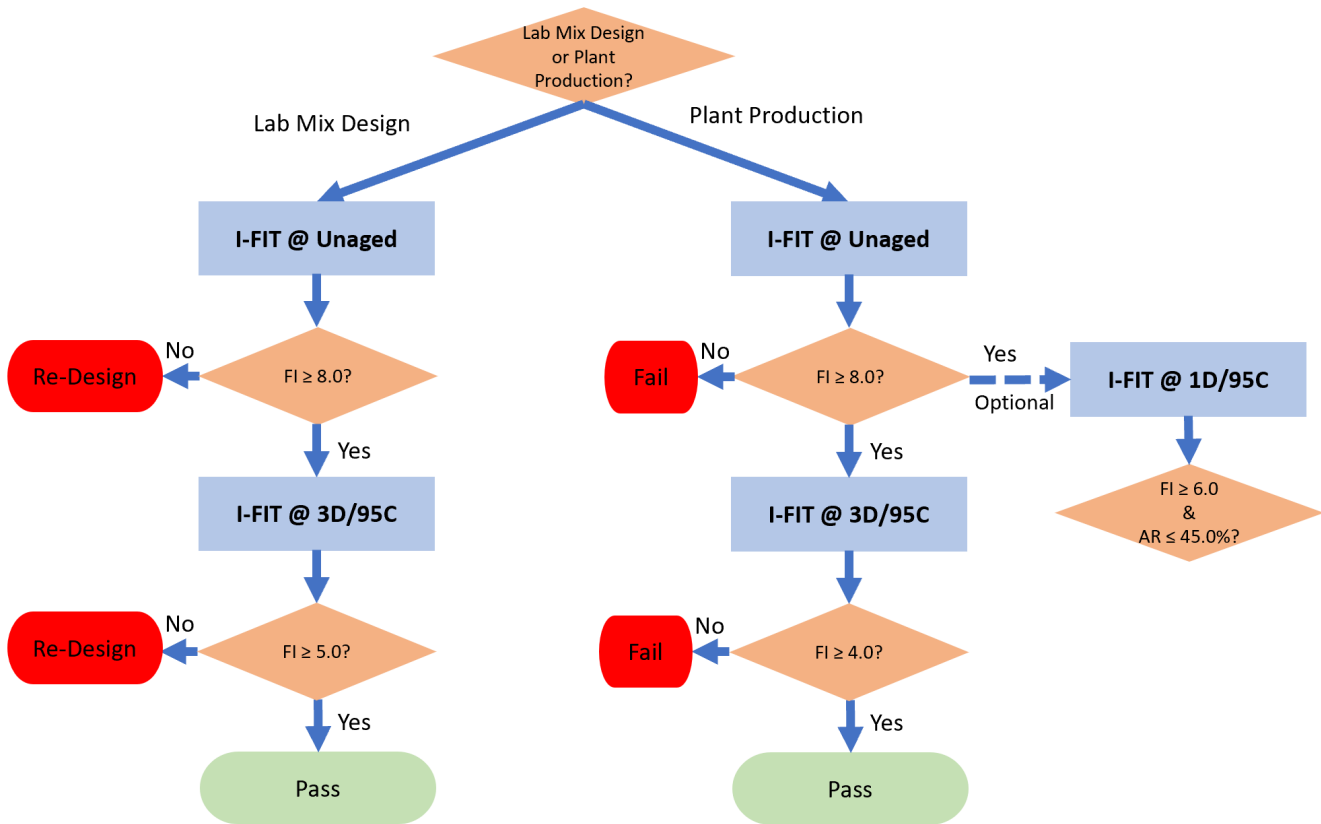 Lab Mix Design
or Plant
Production?
Lab Mix Design
Plant Production
I-FIT @ Unaged
I-FIT @ Unaged
No
FI ≥ 8.0?
Re-Design
Yes
No
FI ≥ 8.0?
Fail
Yes
Yes
Optional
I-FIT @ 1D/95C
I-FIT @ 3D/95C
I-FIT @ 3D/95C
FI ≥ 6.0
&
AR ≤ 45.0%?
No
FI ≥ 5.0?
Re-Design
Yes
No
FI ≥ 4.0?
Fail
Yes
Pass
Pass